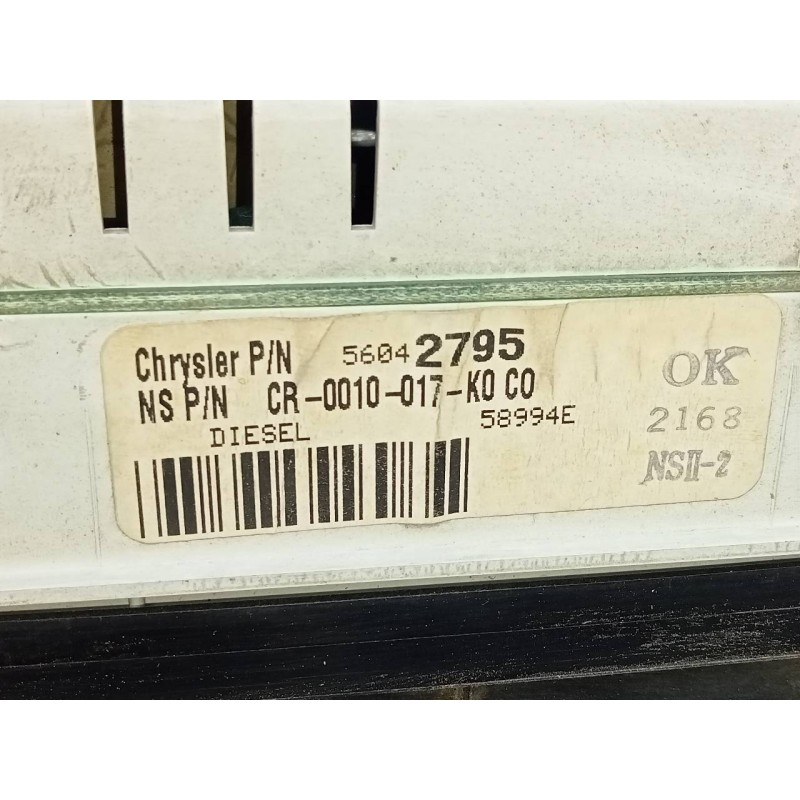 Chrysler P/N 56042795
NS P/N CR-0010-017-K0 C0
DIESEL 58994E
OK
2168
NSII-2